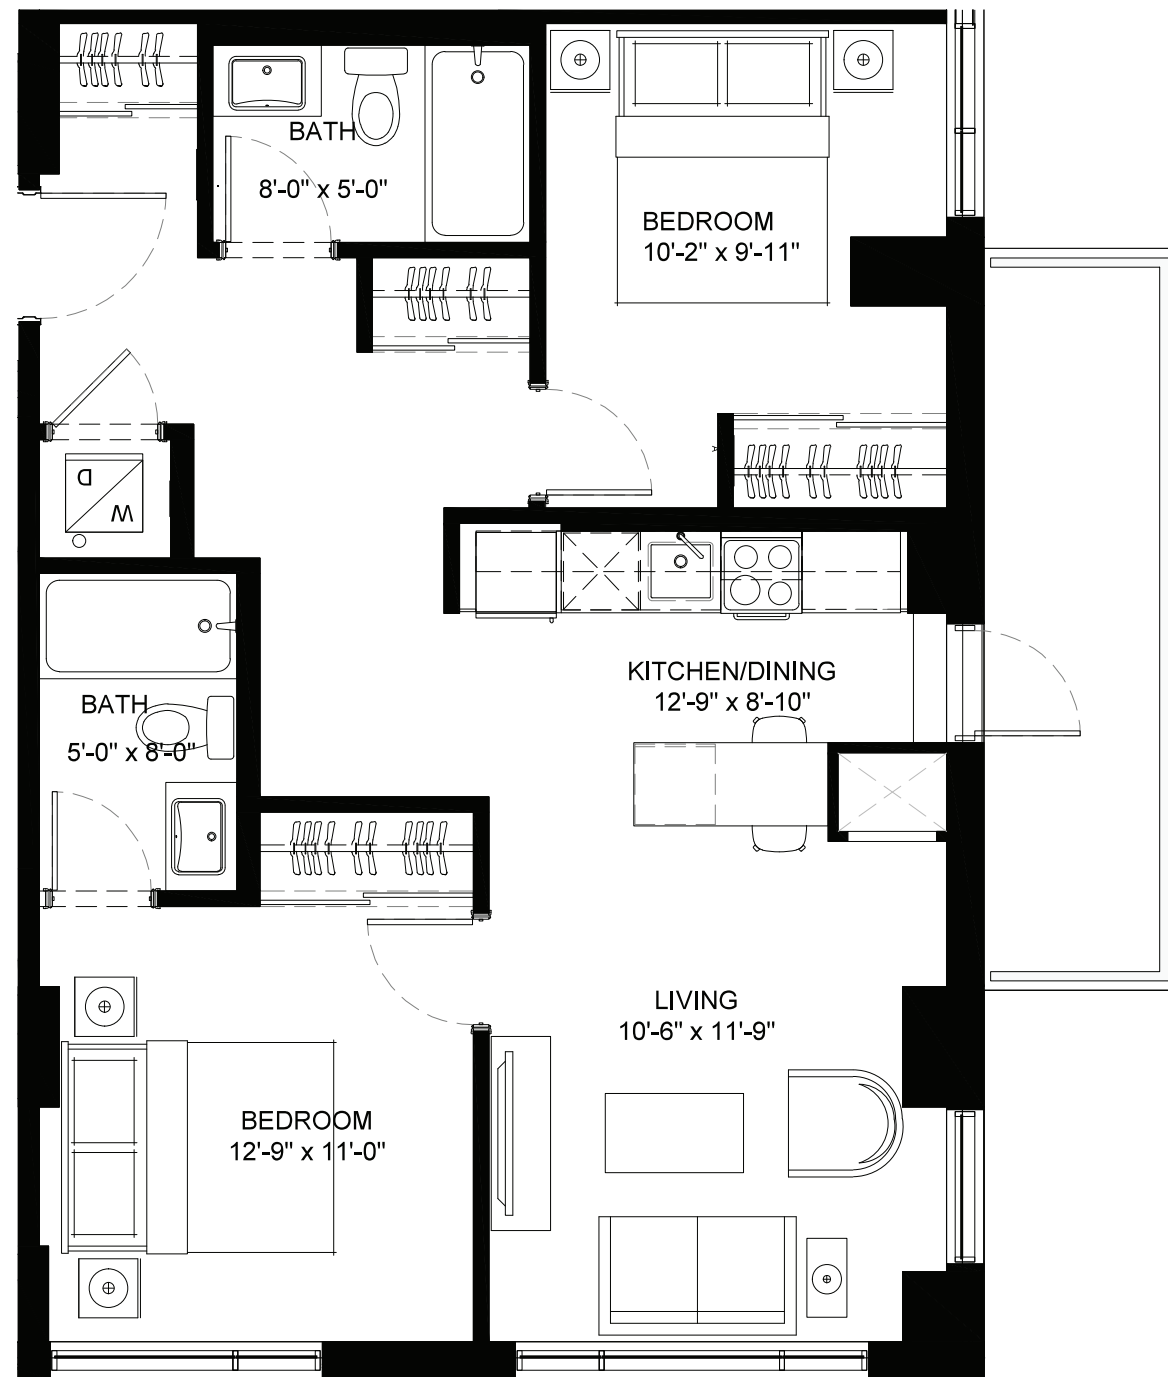 BATH
8'-0" x 5'-0"
BEDROOM
10'-2" x 9'-11"
D
W
KITCHEN/DINING
12'-9" x 8'-10"
BATH
5'-0" x 8'-0"
LIVING
10'-6" x 11'-9"
BEDROOM
12'-9" x 11'-0"